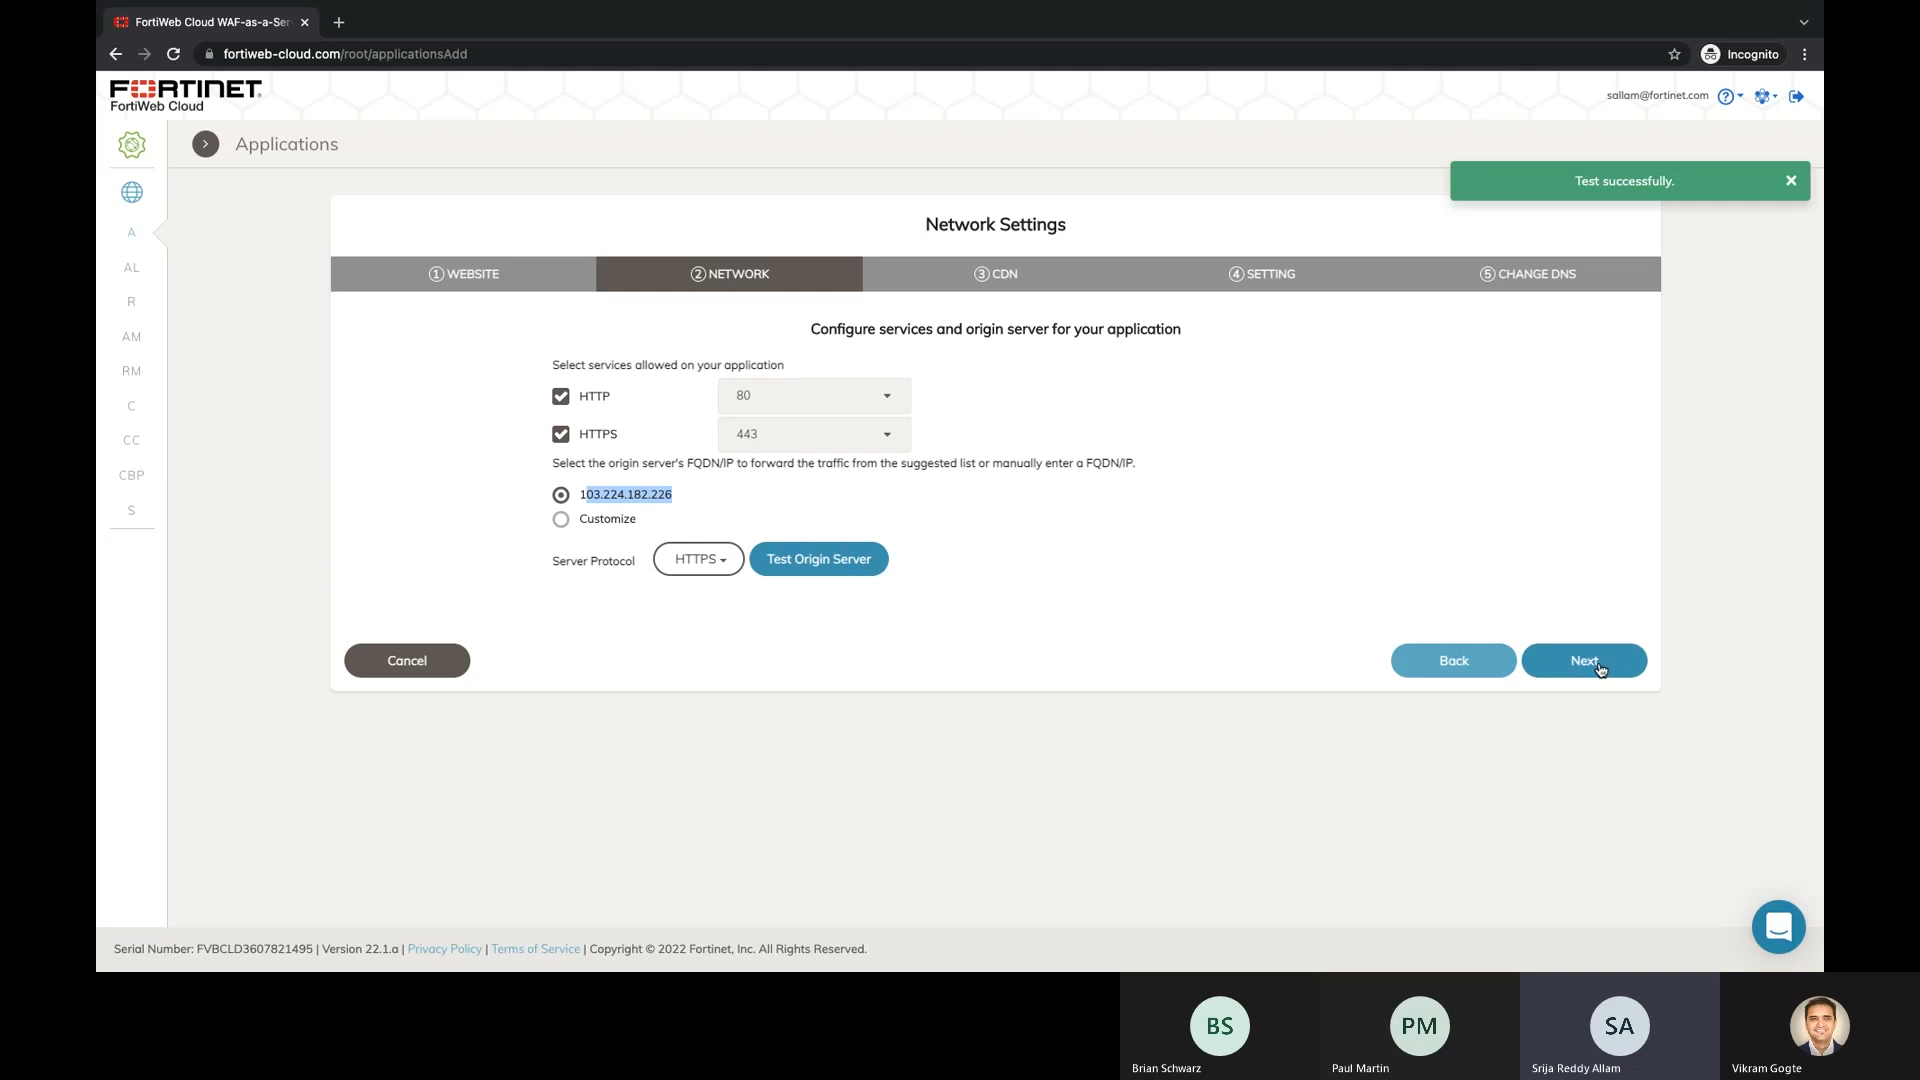 FortiWeb Cloud WAF-as-a-Ser
fortiweb-cloud.com/root/applicationsAdd
Incognito
FORTINET
FortiWeb Cloud
sallam@fortinet.com
Applications
Test successfully.
Network Settings
1 WEBSITE
2 NETWORK
3 CDN
4 SETTING
5 CHANGE DNS
A
AL
R
AM
RM
C
CC
CBP
S
Configure services and origin server for your application
Select services allowed on your application
HTTP 80
HTTPS 443
Select the origin server's FQDN/IP to forward the traffic from the suggested list or manually enter a FQDN/IP.
103.224.182.226
Customize
Server Protocol HTTPS Test Origin Server
Cancel
Back
Next
Serial Number: FVBCLD3607821495 | Version 22.1.a | Privacy Policy | Terms of Service | Copyright © 2022 Fortinet, Inc. All Rights Reserved.
BS
PM
SA
Brian Schwarz
Paul Martin
Srija Reddy Allam
Vikram Gogte